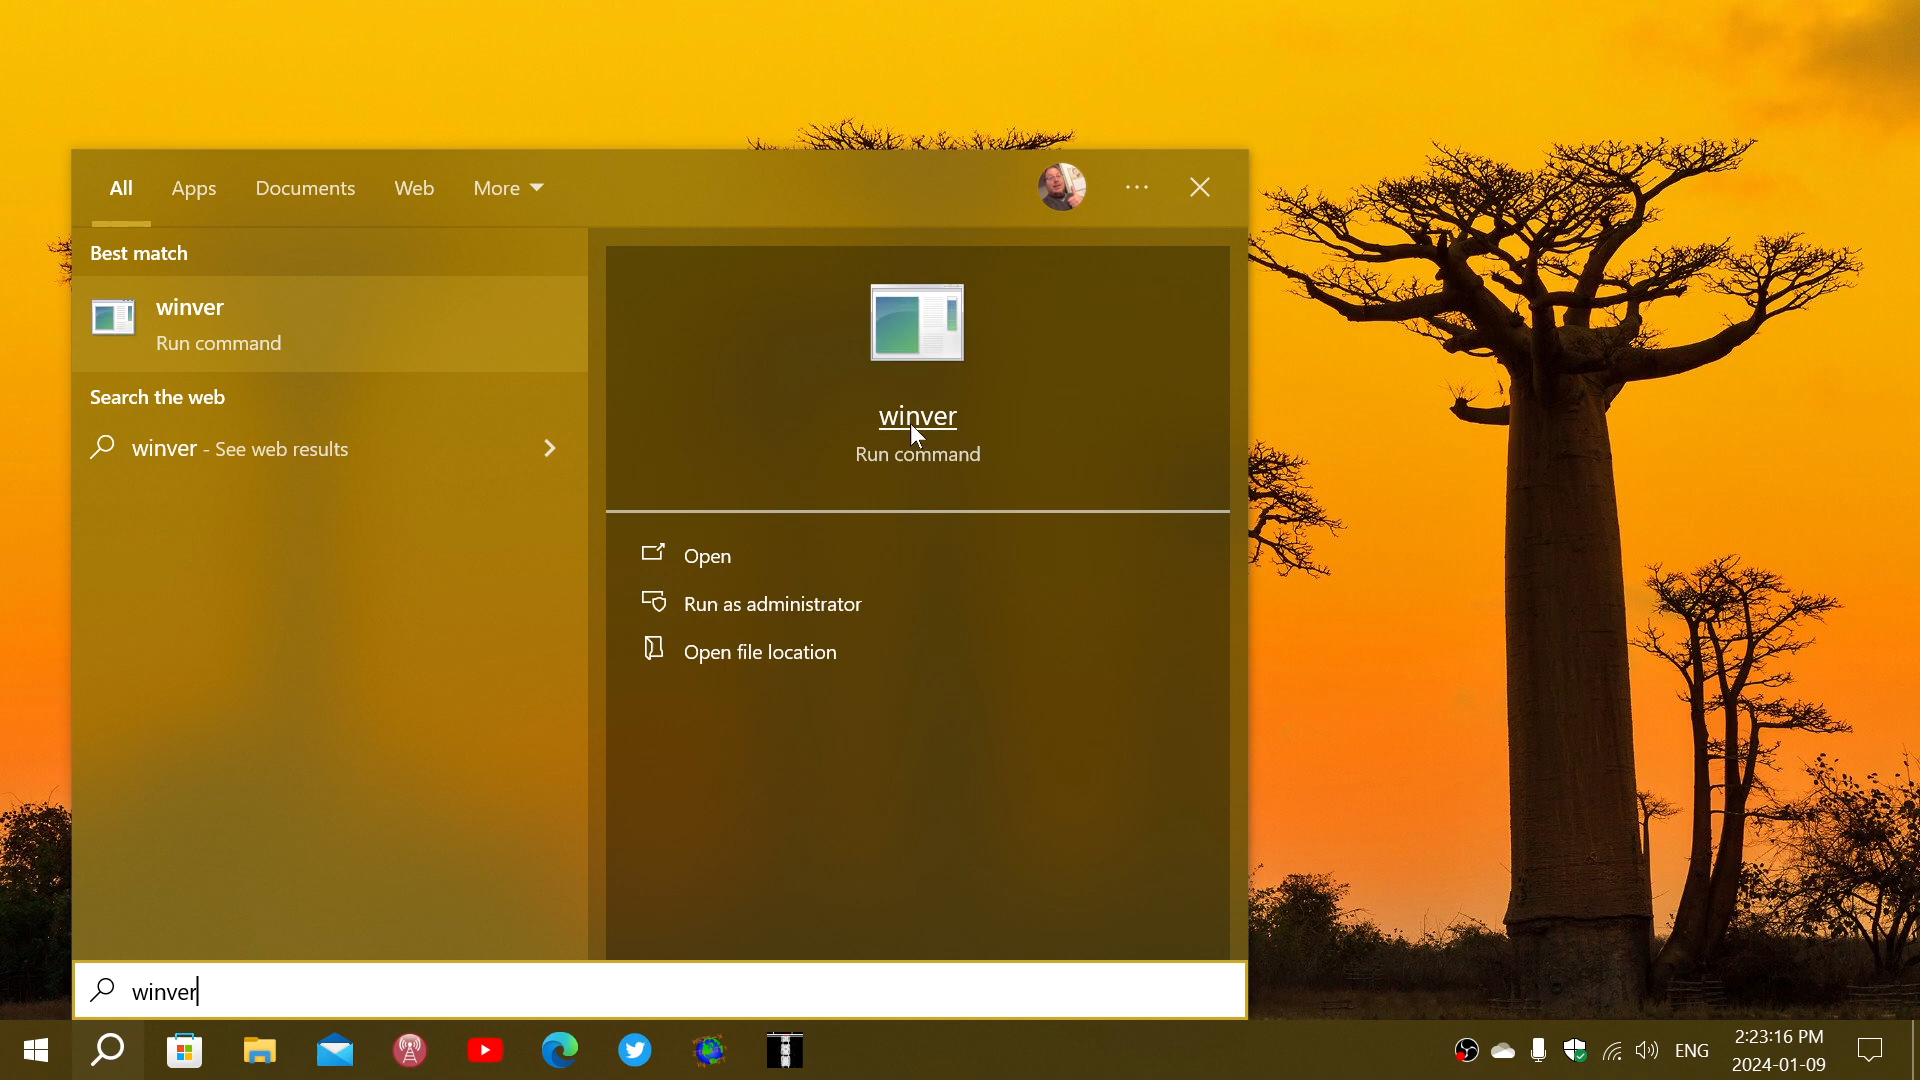 All Apps Documents Web More
Best match
winver
Run command
Search the web
winver - See web results
winver
Run command
Open
Run as administrator
Open file location
winver
ENG
2:23:16 PM
2024-01-09